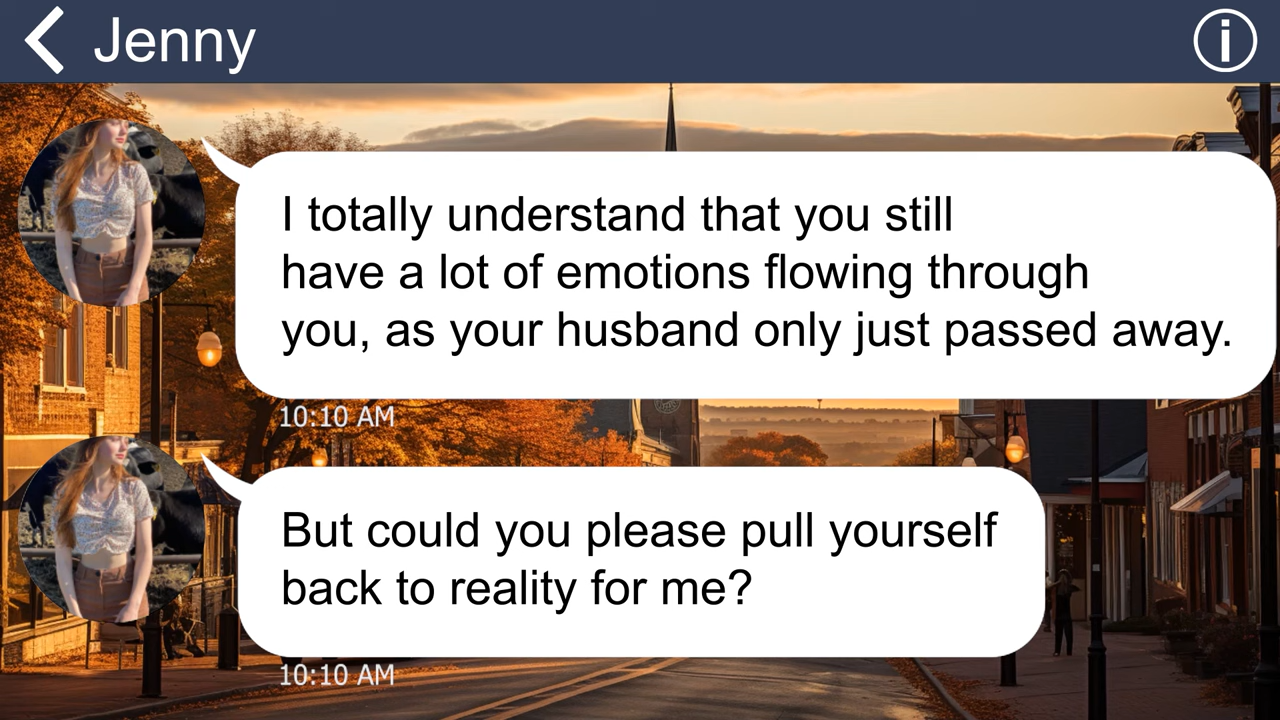 Jenny
I totally understand that you still
have a lot of emotions flowing through
you, as your husband only just passed away.
10:10 AM
But could you please pull yourself
back to reality for me?
10:10 AM